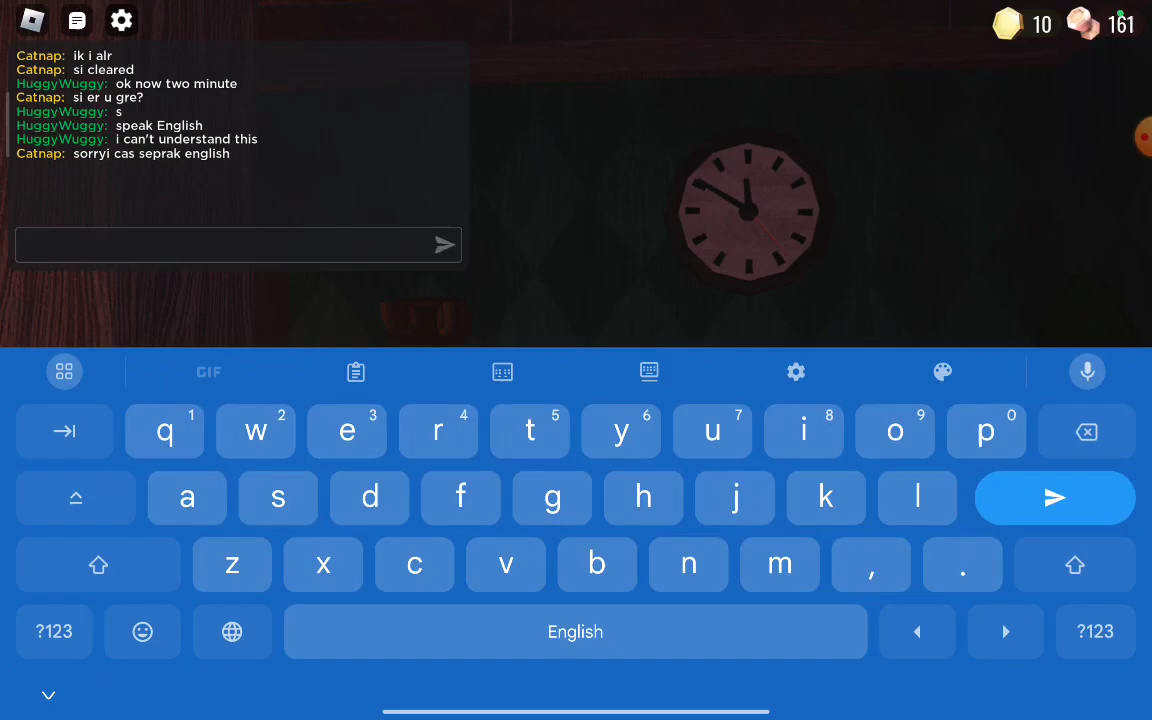 10
161
Catnap: ik i alr
Catnap: si cleared
HuggyWuggy: ok now two minute
Catnap: si er u gre?
HuggyWuggy: s
HuggyWuggy: speak English
HuggyWuggy: i can't understand this
Catnap: sorryi cas seprak english
GIF
q 1 w 2 e 3 r 4 t 5 y 6 u 7 i 8 o 9 p 0
a s d f g h j k l
z x c v b n m , .
?123 English ?123